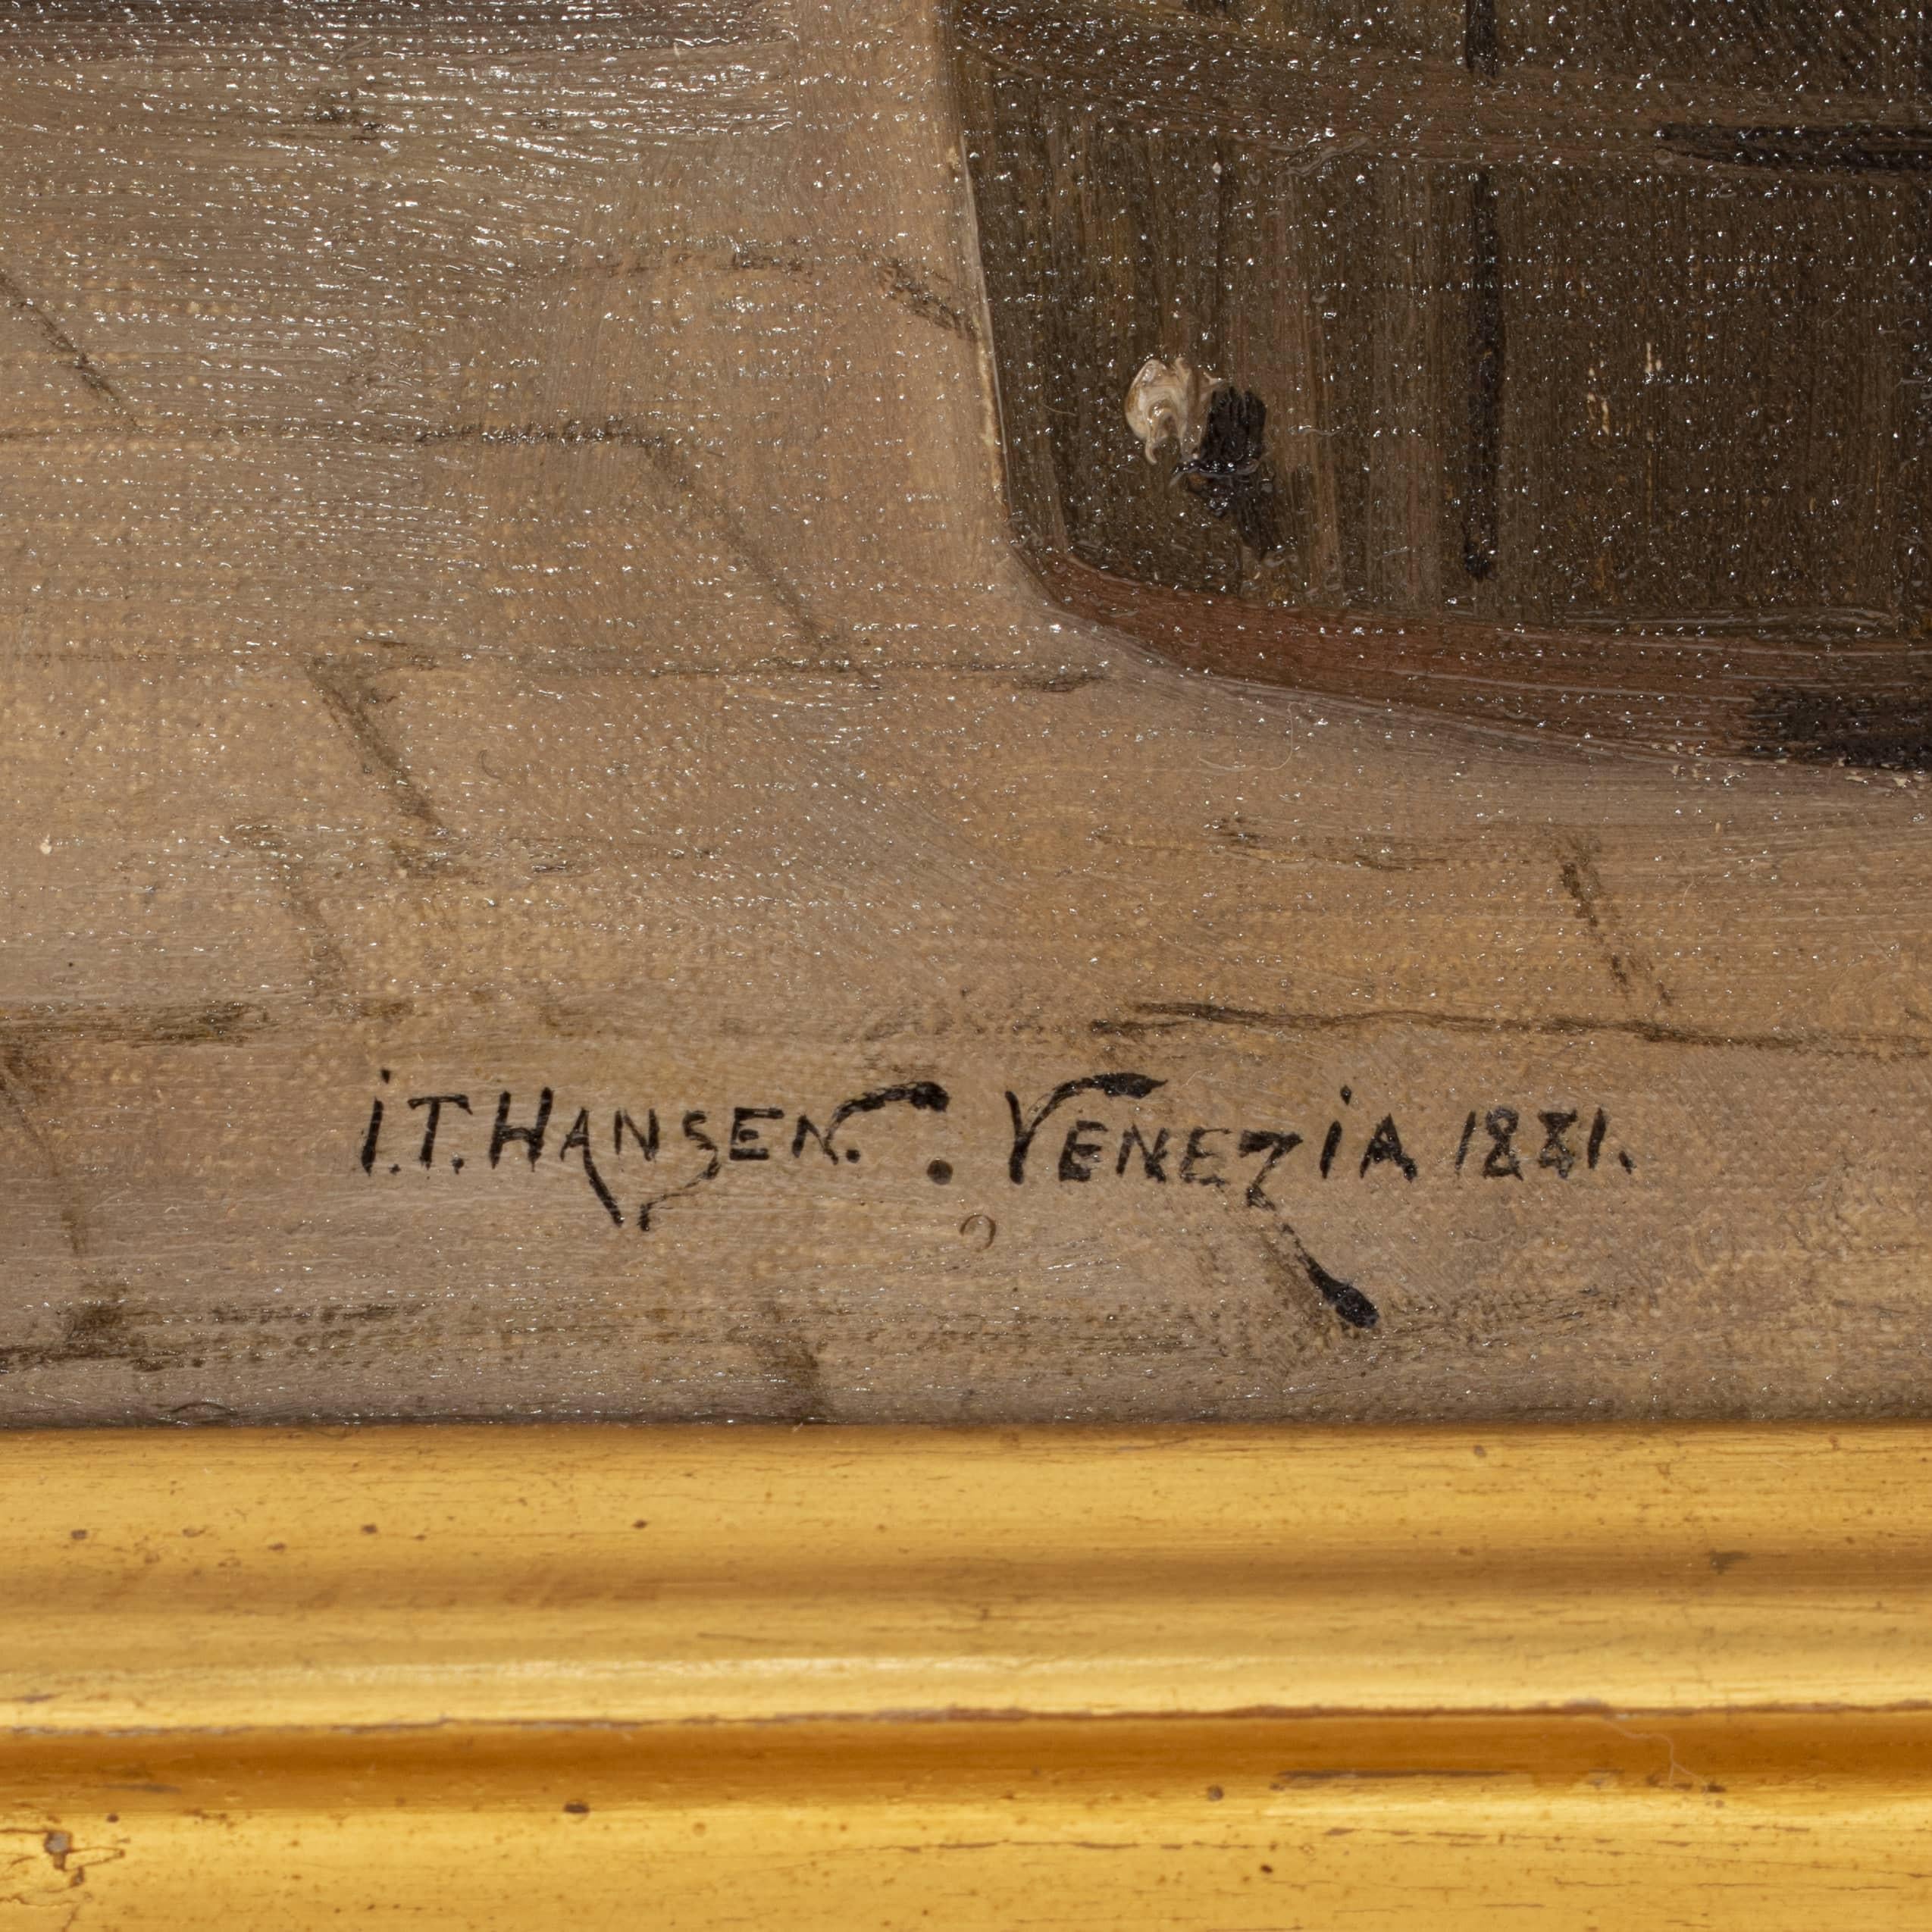 I.T. HANSEN. . VENEZIA 1881.